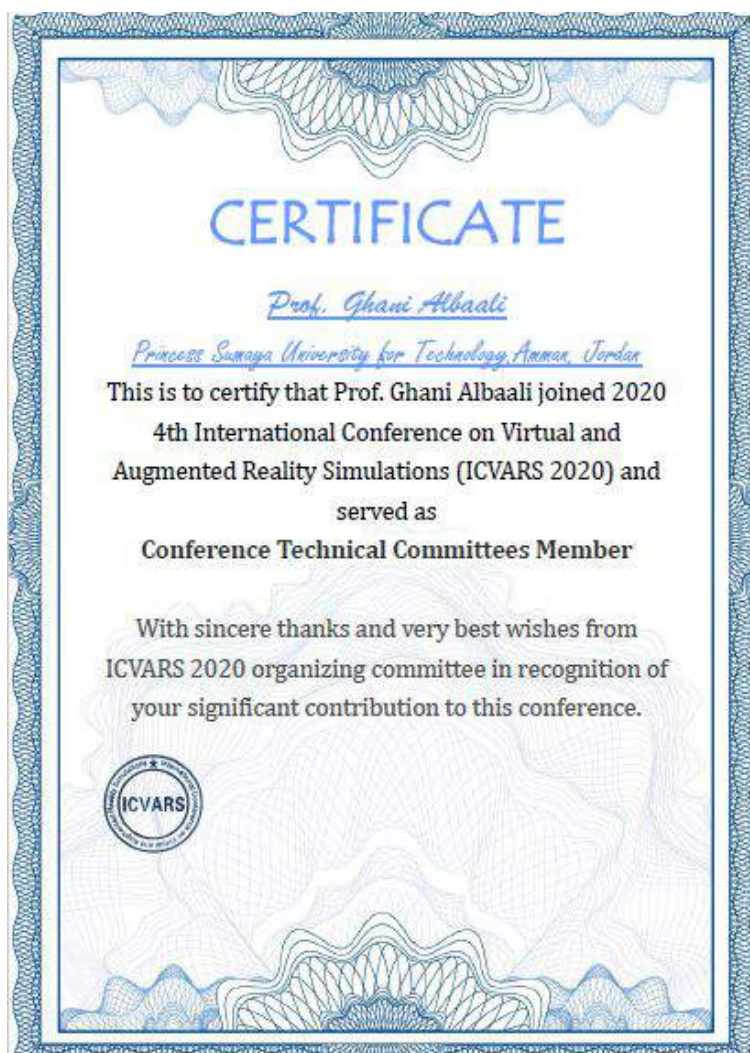 CERTIFICATE
Prof. Ghani Albaali
Princess Sumaya University for Technology,Amman, Jordan
This is to certify that Prof. Ghani Albaali joined 2020
4th International Conference on Virtual and
Augmented Reality Simulations (ICVARS 2020) and
served as
Conference Technical Committees Member
With sincere thanks and very best wishes from
ICVARS 2020 organizing committee in recognition of
your significant contribution to this conference.
ICVARS